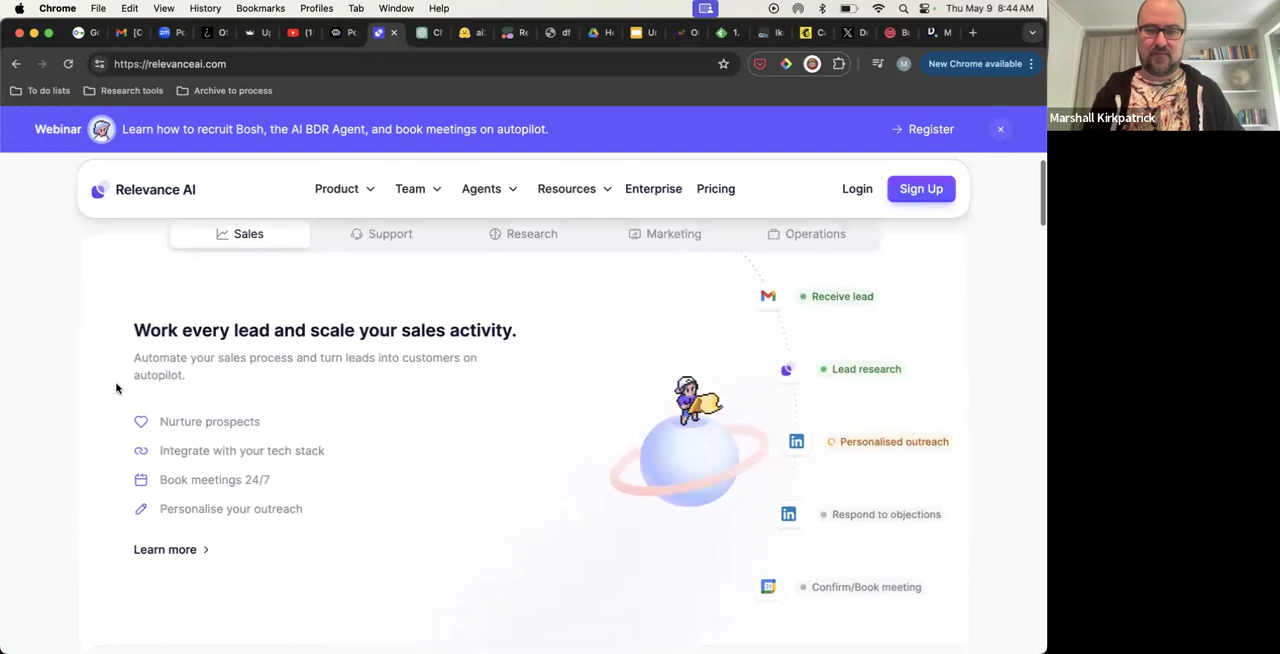 Chrome File Edit View History Bookmarks Profiles Tab Window Help Thu May 9 8:44 AM
https://relevanceai.com
New Chrome available
To do lists Research tools Archive to process
Webinar Learn how to recruit Bosh, the AI BDR Agent, and book meetings on autopilot. Register
Relevance AI Product Team Agents Resources Enterprise Pricing Login Sign Up
Sales Support Research Marketing Operations
Receive lead
Work every lead and scale your sales activity.
Automate your sales process and turn leads into customers on
autopilot.
Lead research
Nurture prospects
Personalised outreach
Integrate with your tech stack
Book meetings 24/7
Personalise your outreach
Respond to objections
Learn more
Confirm/Book meeting
Marshall Kirkpatrick